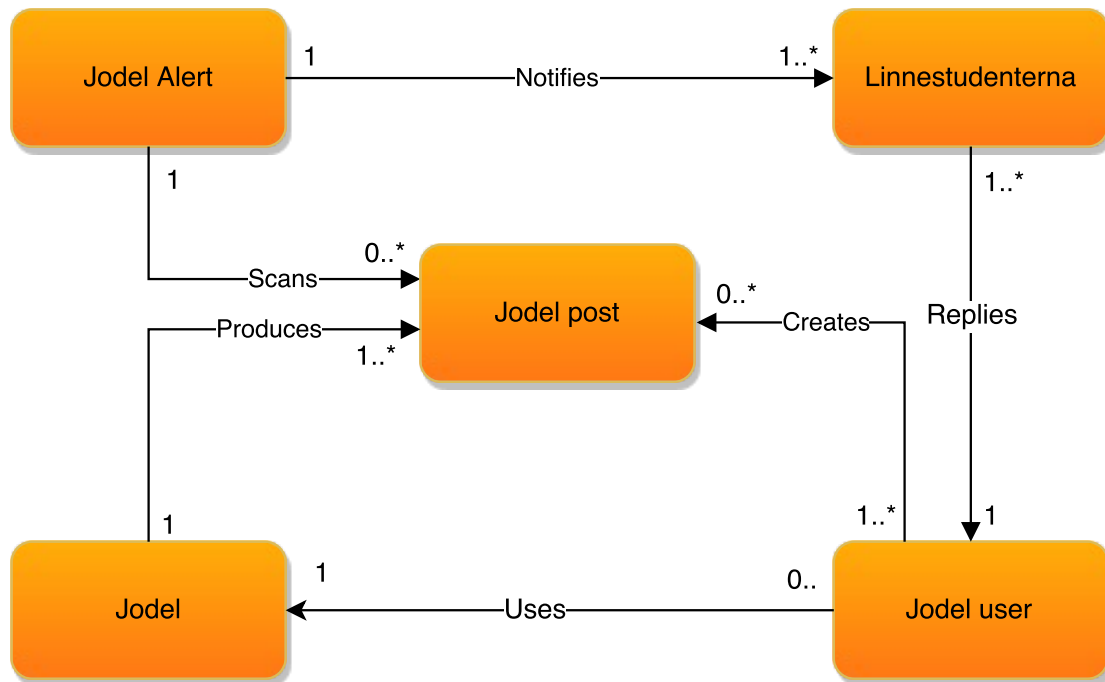 Jodel Alert
1
Notifies
1..*
Linnestudenterna
1
1..*
0..*
Scans
Jodel post
0..*
Creates
Replies
Produces
1..*
1
1..*
1
Jodel
1
Uses
0..
Jodel user